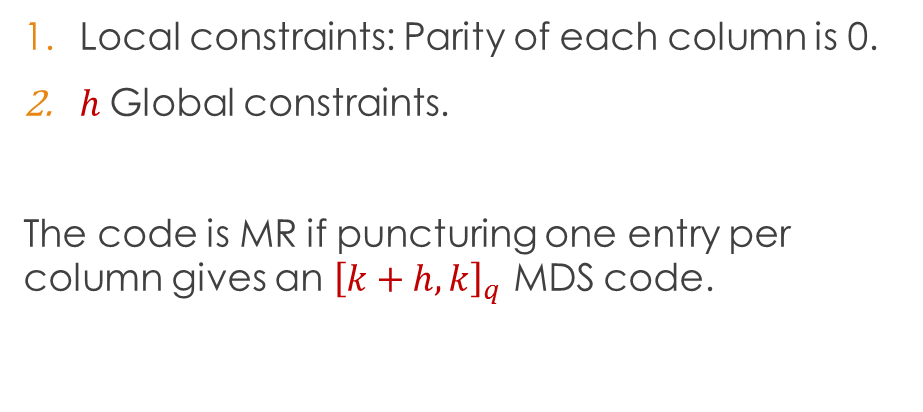 1. Local constraints: Parity of each column is 0.
2. h Global constraints.
The code is MR if puncturing one entry per
column gives an [k + h, k]q MDS code.